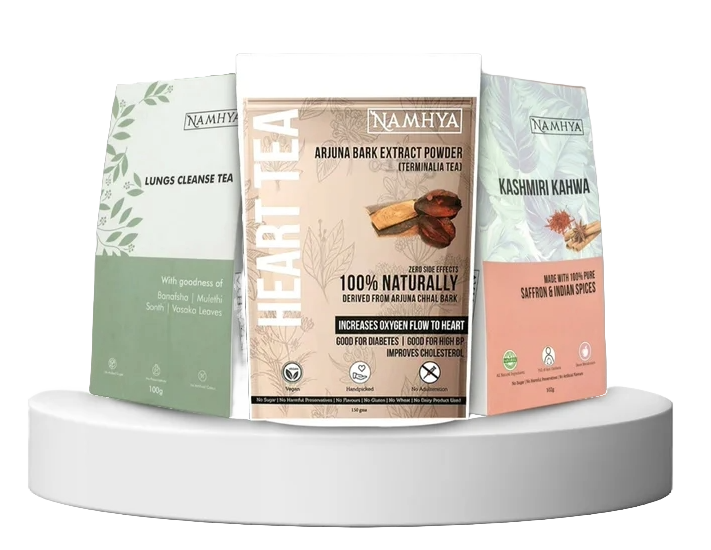 NAMHYA
LUNGS CLEANSE TEA
With goodness of
Banafsha | Mulethi
Sonth | Vasaka Leaves
100g
HEART TEA
NAMHYA
ARJUNA BARK EXTRACT POWDER
(TERMINALIA TEA)
ZERO SIDE EFFECTS
100% NATURALLY
DERIVED FROM ARJUNA CHHAL BARK
INCREASES OXYGEN FLOW TO HEART
GOOD FOR DIABETES | GOOD FOR HIGH BP
IMPROVES CHOLESTEROL
Vegan
Handpicked
No Adulteration
No Sugar | No Harmful Preservatives | No Flavours | No Gluten | No Wheat | No Dairy Product Used
150 gms
NAMHYA
KASHMIRI KAHWA
MADE WITH 100% PURE
SAFFRON & INDIAN SPICES
No Sugar | No Harmful Preservatives | No Artificial Flavours